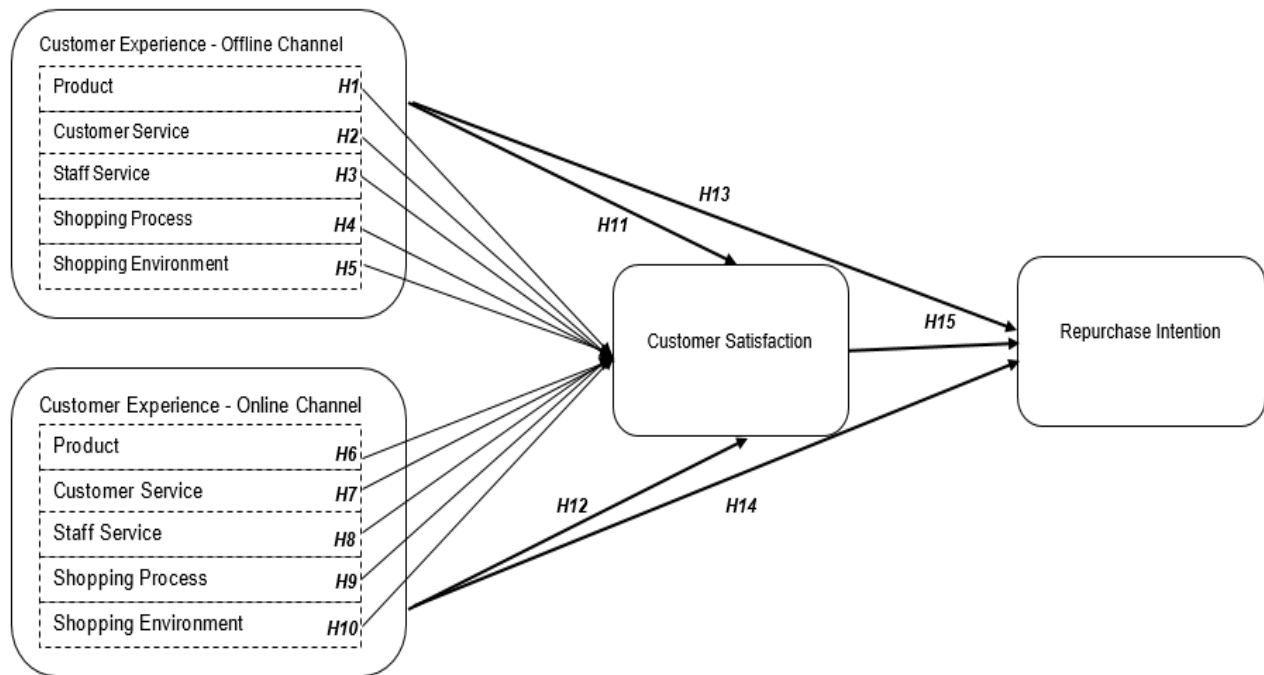 Customer Experience - Offline Channel
Product H1
Customer Service H2
Staff Service H3
Shopping Process H4
Shopping Environment H5
H13
H11
Customer Satisfaction
H15
Repurchase Intention
Customer Experience - Online Channel
Product H6
Customer Service H7
Staff Service H8
Shopping Process H9
Shopping Environment H10
H12
H14